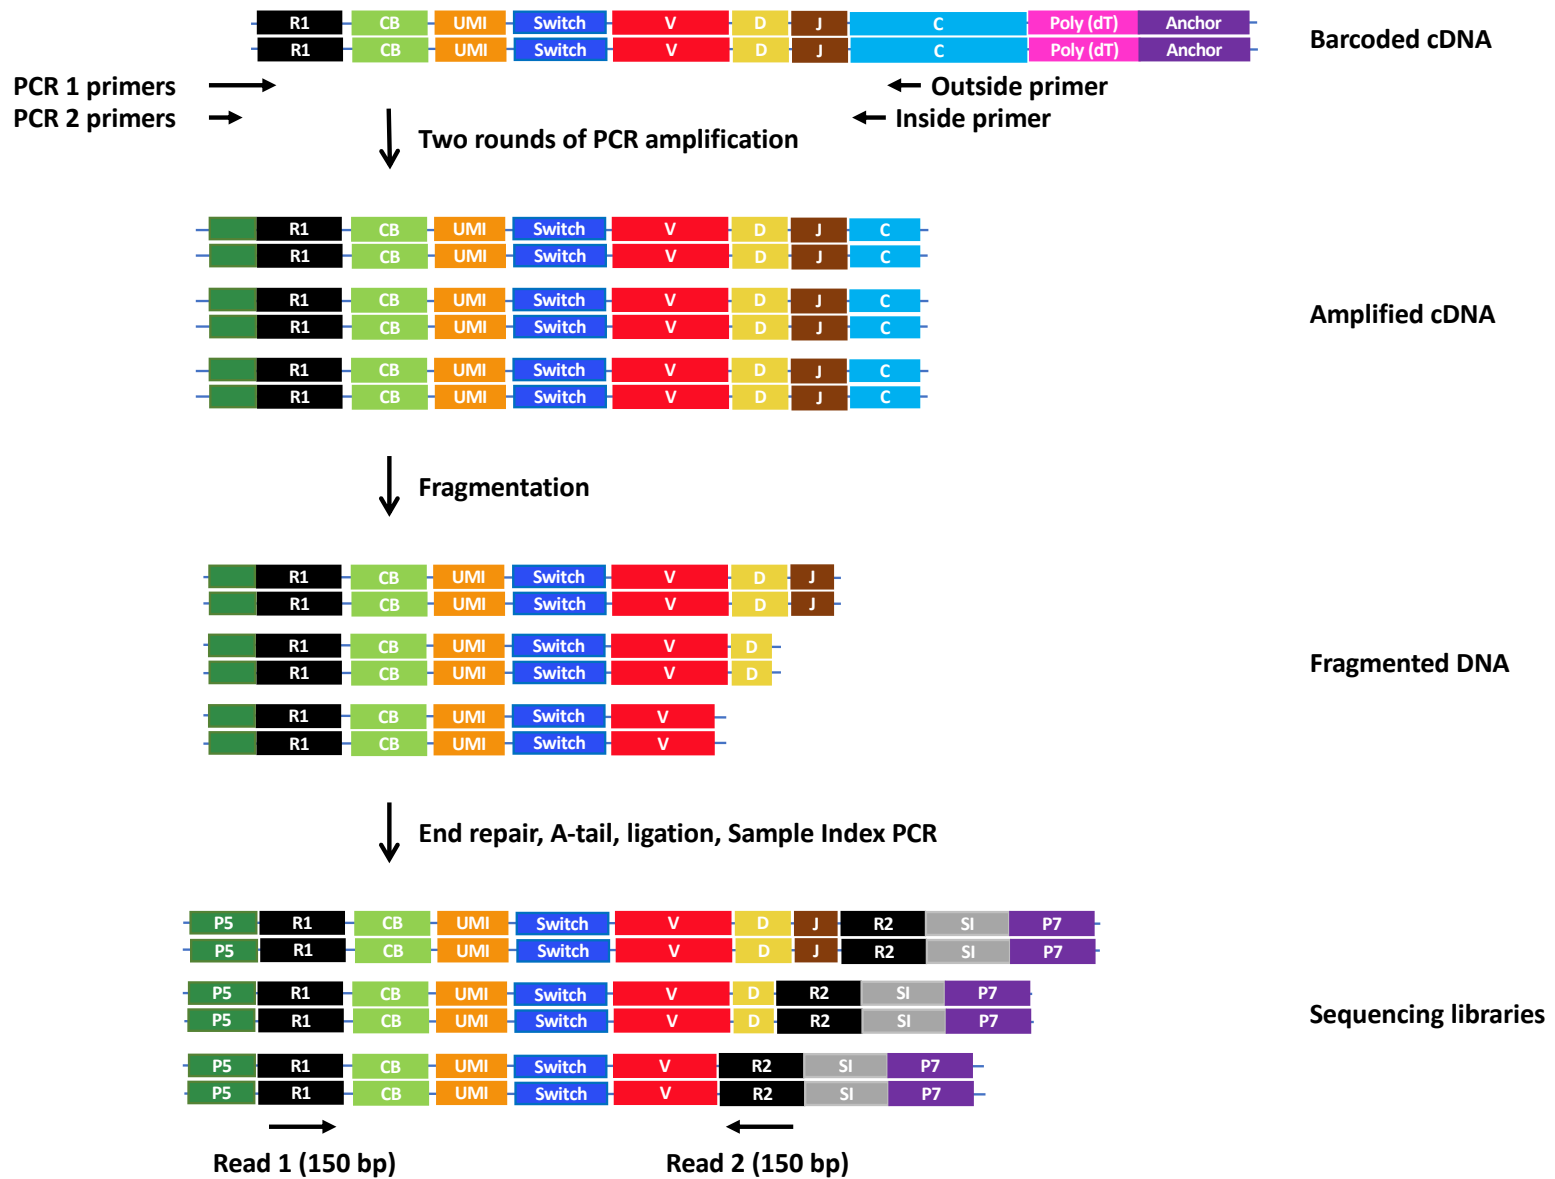 R1 CB UMI Switch V D J C Poly (dT) Anchor
R1 CB UMI Switch V D J C Poly (dT) Anchor
Barcoded cDNA
PCR 1 primers
Outside primer
PCR 2 primers
Inside primer
Two rounds of PCR amplification
R1 CB UMI Switch V D J C
R1 CB UMI Switch V D J C
R1 CB UMI Switch V D J C
R1 CB UMI Switch V D J C
Amplified cDNA
R1 CB UMI Switch V D J C
R1 CB UMI Switch V D J C
Fragmentation
R1 CB UMI Switch V D J
R1 CB UMI Switch V D J
R1 CB UMI Switch V D
R1 CB UMI Switch V D
Fragmented DNA
R1 CB UMI Switch V
R1 CB UMI Switch V
End repair, A-tail, ligation, Sample Index PCR
P5 R1 CB UMI Switch V D J R2 SI P7
P5 R1 CB UMI Switch V D J R2 SI P7
P5 R1 CB UMI Switch V D R2 SI P7
P5 R1 CB UMI Switch V D R2 SI P7
Sequencing libraries
P5 R1 CB UMI Switch V R2 SI P7
P5 R1 CB UMI Switch V R2 SI P7
Read 1 (150 bp)
Read 2 (150 bp)